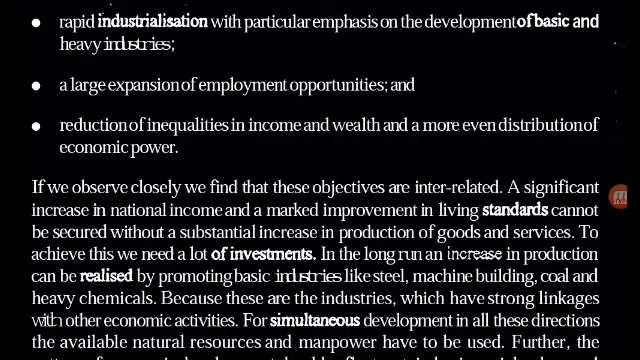 ● rapid industrialisation with particular emphasis on the development of basic and
heavy industries;
● a large expansion of employment opportunities; and
● reduction of inequalities in income and wealth and a more even distribution of
economic power.
If we observe closely we find that these objectives are inter-related. A significant
increase in national income and a marked improvement in living standards cannot
be secured without a substantial increase in production of goods and services. To
achieve this we need a lot of investments. In the long run an increase in production
can be realised by promoting basic industries like steel, machine building, coal and
heavy chemicals. Because these are the industries, which have strong linkages
with other economic activities. For simultaneous development in all these directions
the available natural resources and manpower have to be used. Further, the